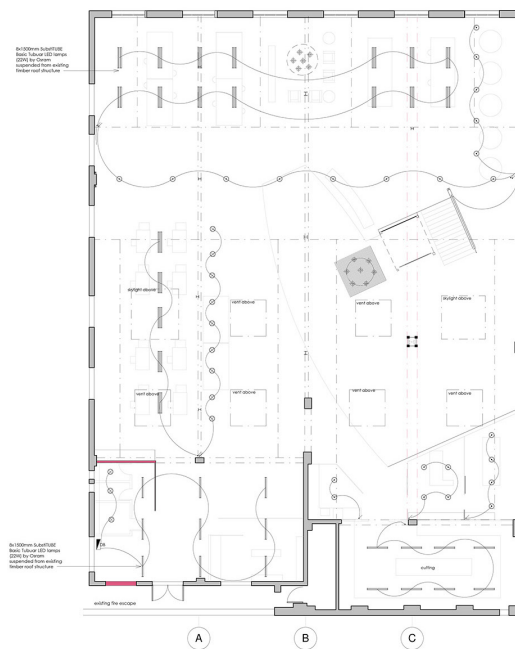 8x1500mm SubstiTUBE
Basic Tubular LED lamps
(22W) by Osram
suspended from existing
timber roof structure
skylight above
vent above
vent above
skylight above
vent above
vent above
vent above
vent above
DB
8x1500mm SubstiTUBE
Basic Tubular LED lamps
(22W) by Osram
suspended from existing
timber roof structure
cutting
existing fire escape
A
B
C